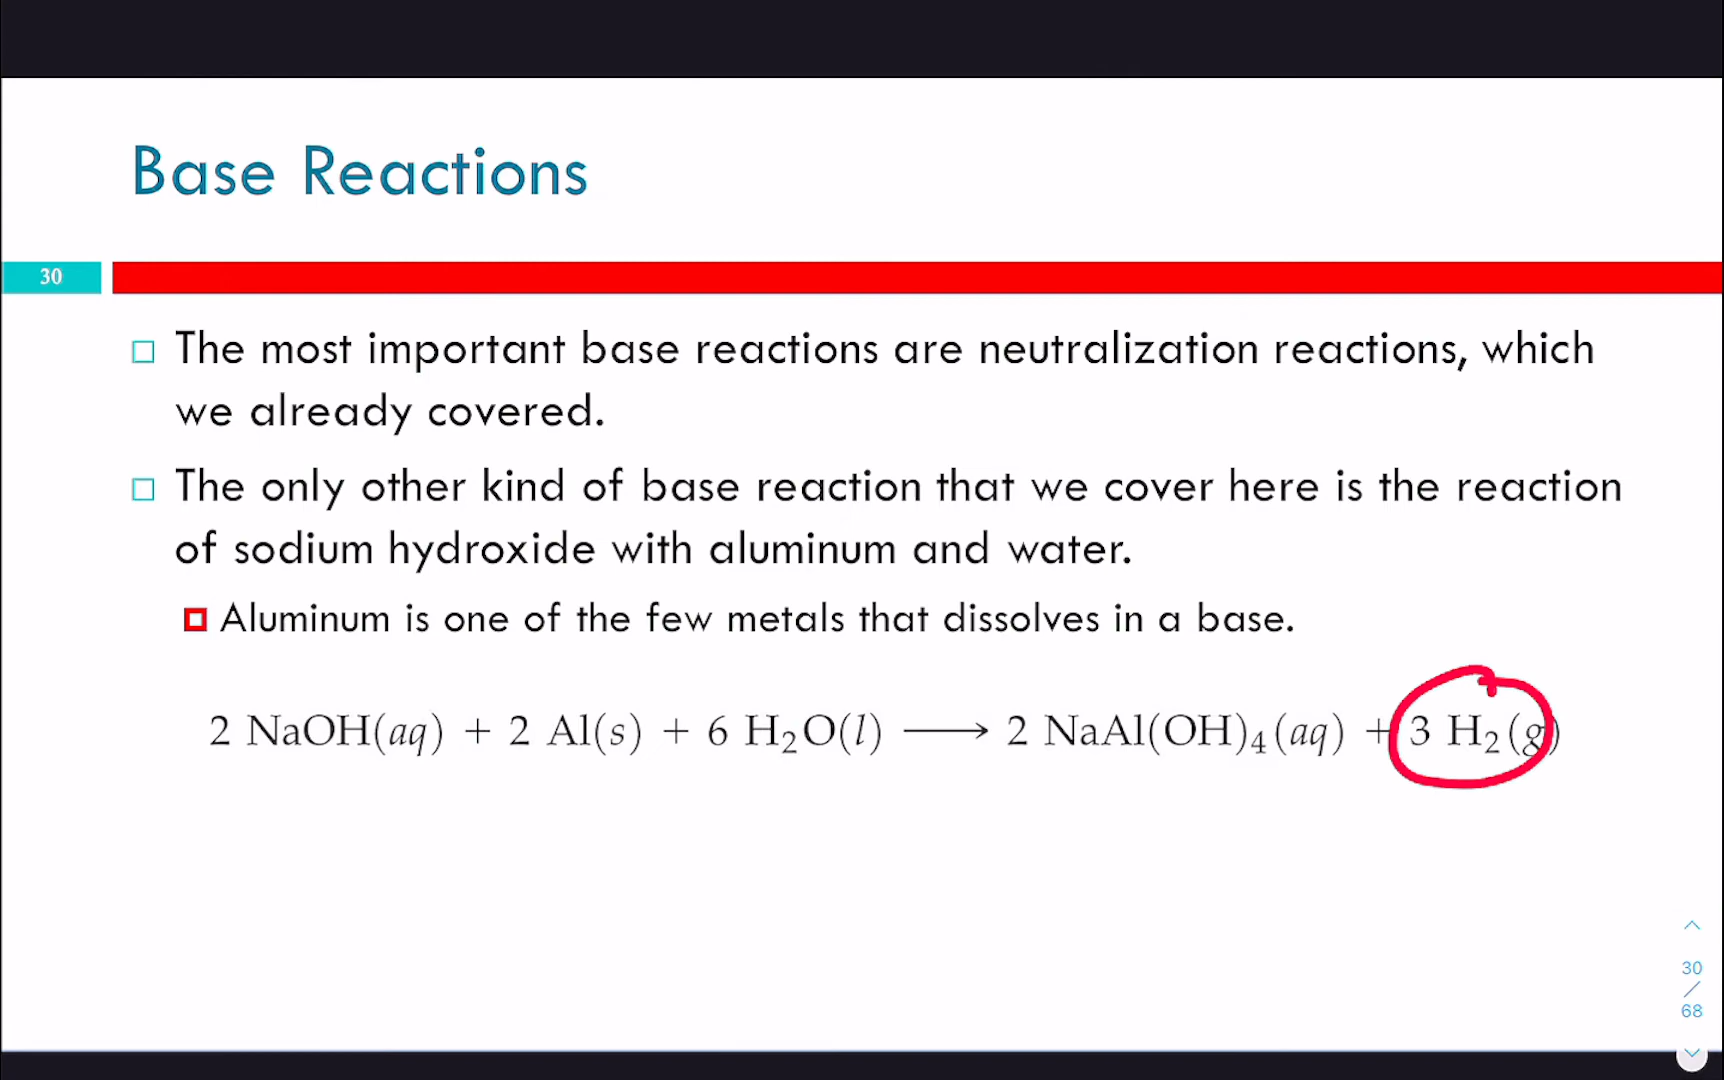 Base Reactions
30
The most important base reactions are neutralization reactions, which
we already covered.
The only other kind of base reaction that we cover here is the reaction
of sodium hydroxide with aluminum and water.
Aluminum is one of the few metals that dissolves in a base.
2 NaOH(aq) + 2 Al(s) + 6 H₂O(l) ⟶ 2 NaAl(OH)₄(aq) + 3 H₂(g)
30
/
68